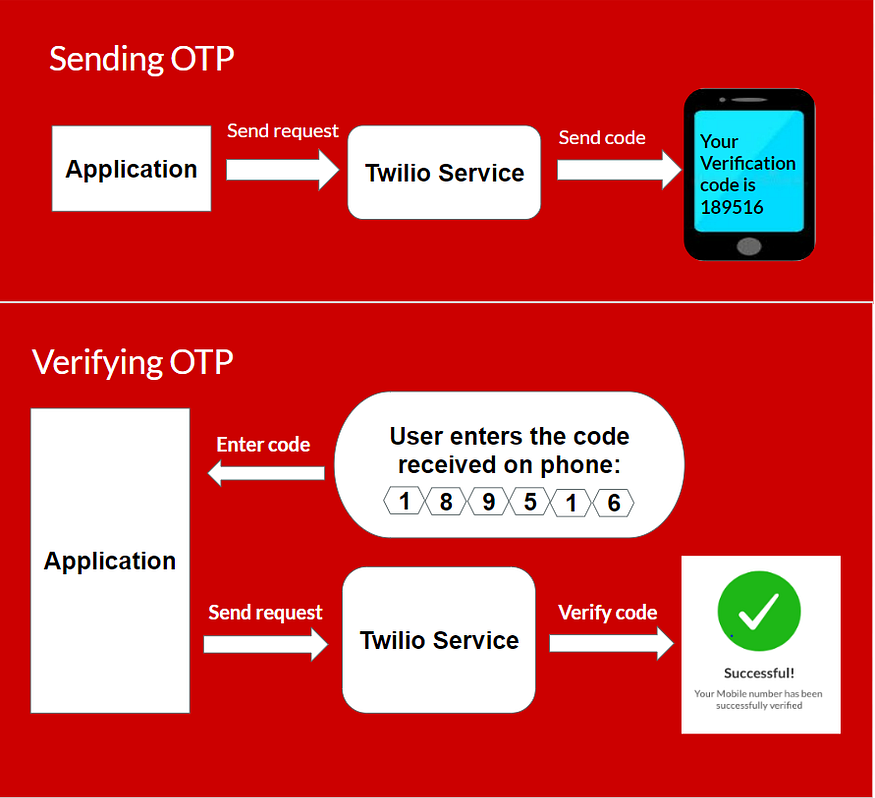 Sending OTP
Application
Send request
Twilio Service
Send code
Your
Verification
code is
189516
Verifying OTP
Application
Enter code
User enters the code
received on phone:
1 8 9 5 1 6
Send request
Twilio Service
Verify code
Successful!
Your Mobile number has been
successfully verified